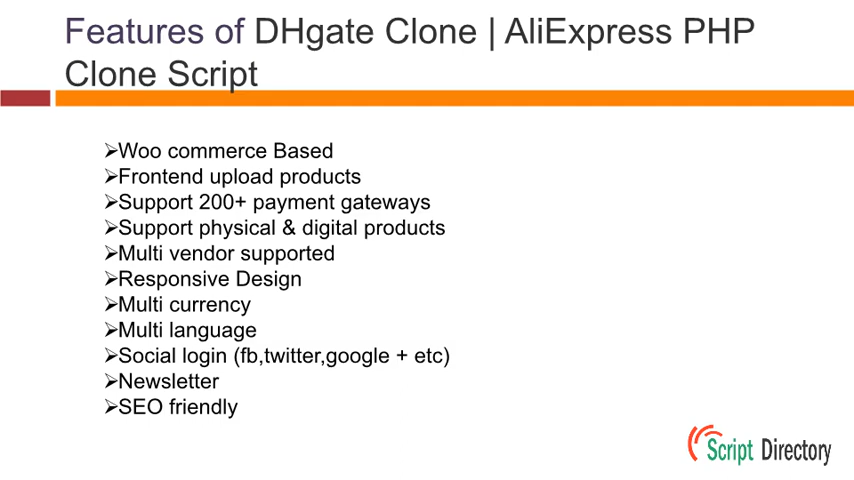 Features of DHgate Clone | AliExpress PHP
Clone Script
➢Woo commerce Based
➢Frontend upload products
➢Support 200+ payment gateways
➢Support physical & digital products
➢Multi vendor supported
➢Responsive Design
➢Multi currency
➢Multi language
➢Social login (fb,twitter,google + etc)
➢Newsletter
➢SEO friendly
Script Directory